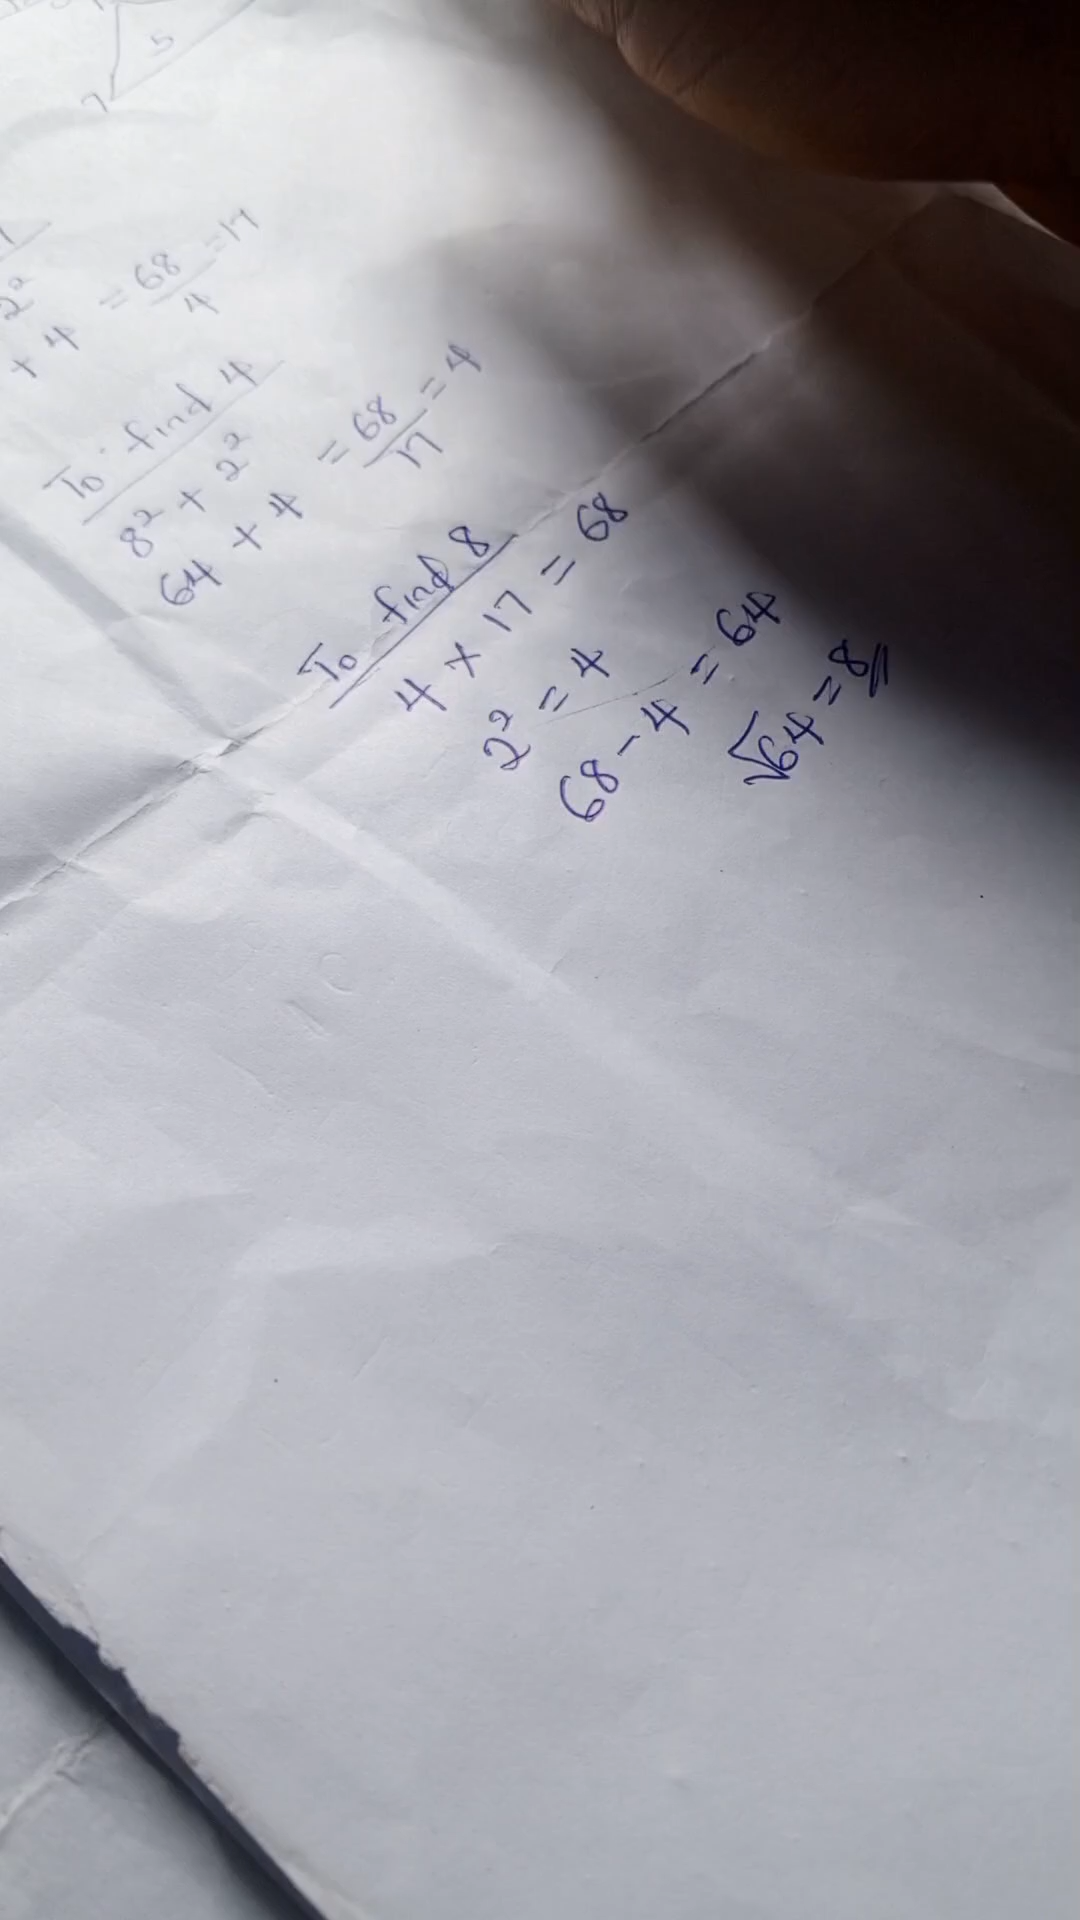 5
7
2²
+ 4 = 68/4 = 17
To find 4
8² + 2²
64 + 4 = 68/17 = 4
To find 8
4 × 17 = 68
2² = 4
68 - 4 = 64
√64 = 8